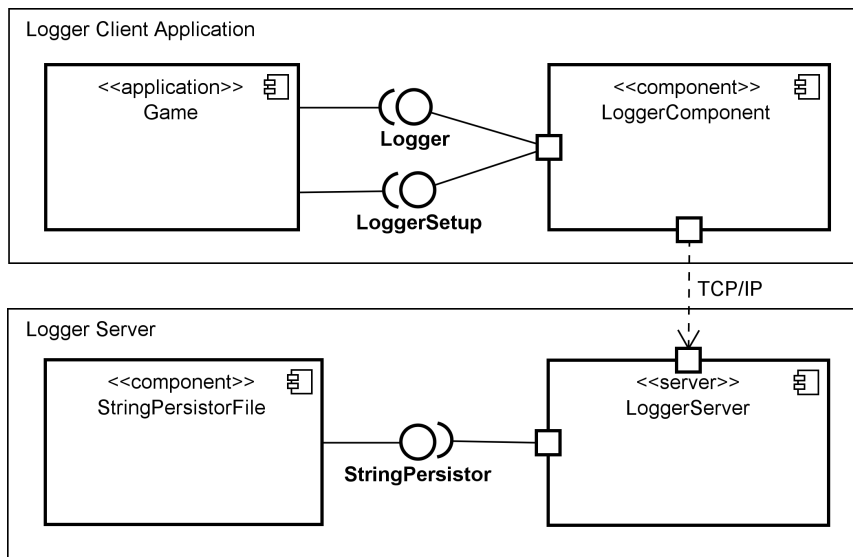 Logger Client Application
<<application>>
Game
Logger
LoggerSetup
<<component>>
LoggerComponent
TCP/IP
Logger Server
<<component>>
StringPersistorFile
StringPersistor
<<server>>
LoggerServer